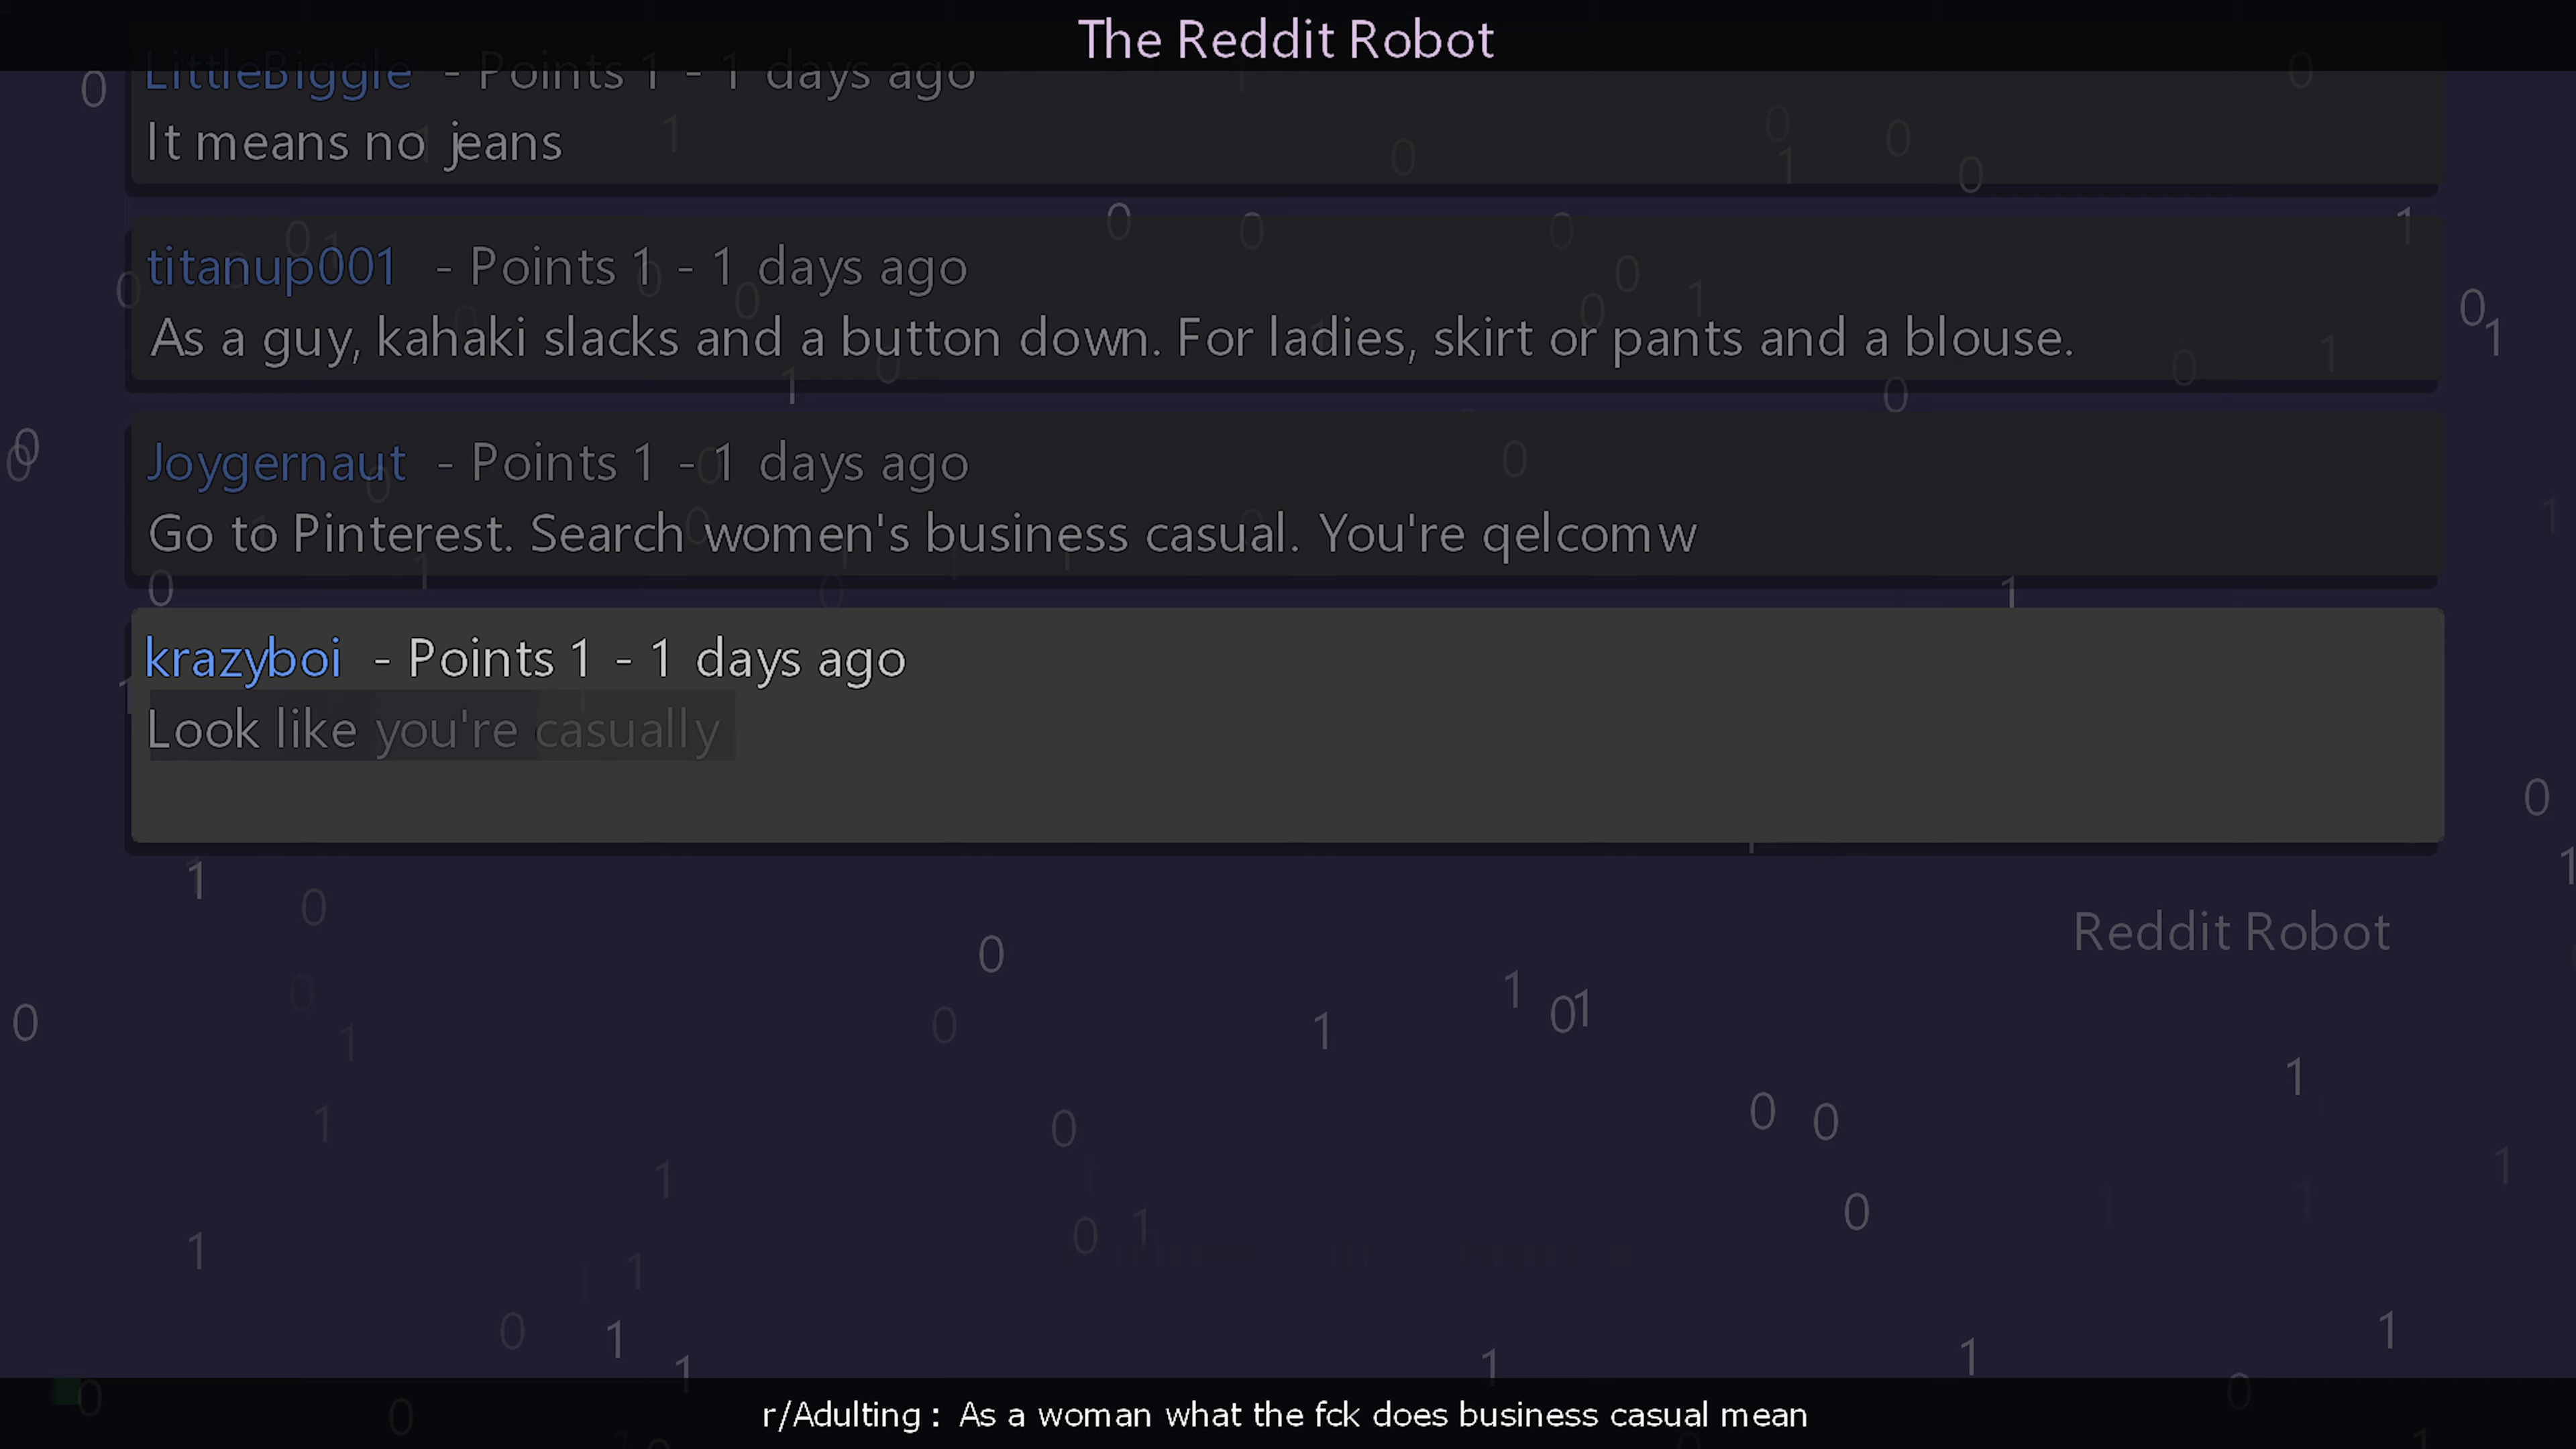 The Reddit Robot
LittleBiggle - Points 1 - 1 days ago
It means no jeans
titanup001 - Points 1 - 1 days ago
As a guy, kahaki slacks and a button down. For ladies, skirt or pants and a blouse.
Joygernaut - Points 1 - 1 days ago
Go to Pinterest. Search women's business casual. You're qelcomw
krazyboi - Points 1 - 1 days ago
Look like you're casually
Reddit Robot
r/Adulting : As a woman what the fck does business casual mean